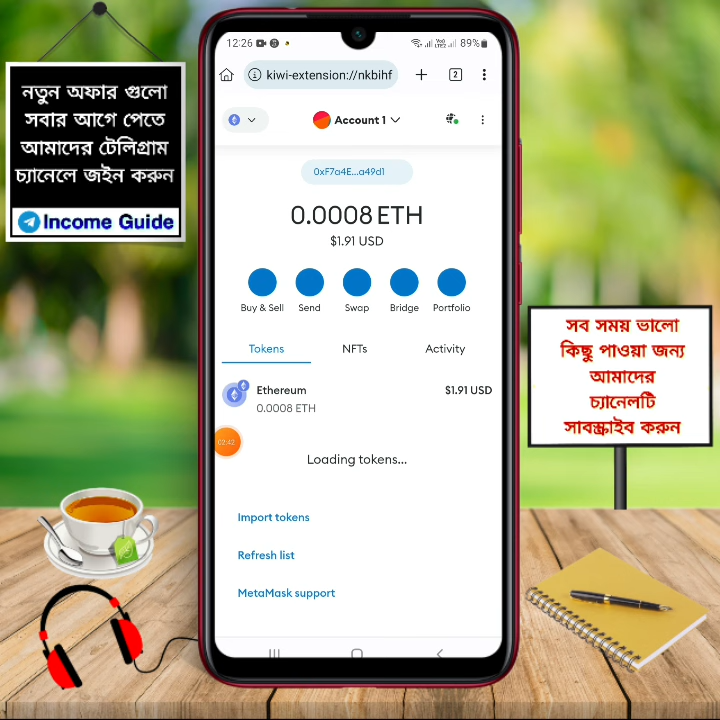 নতুন অফার গুলো
সবার আগে পেতে
আমাদের টেলিগ্রাম
চ্যানেলে জইন করুন
Income Guide
12:26
89%
kiwi-extension://nkbihf
2
Account 1
0xF7a4E...a49d1
0.0008 ETH
$1.91 USD
Buy & Sell
Send
Swap
Bridge
Portfolio
Tokens
NFTs
Activity
Ethereum
$1.91 USD
0.0008 ETH
02:42
Loading tokens...
Import tokens
Refresh list
MetaMask support
সব সময় ভালো
কিছু পাওয়া জন্য
আমাদের
চ্যানেলটি
সাবস্ক্রাইব করুন